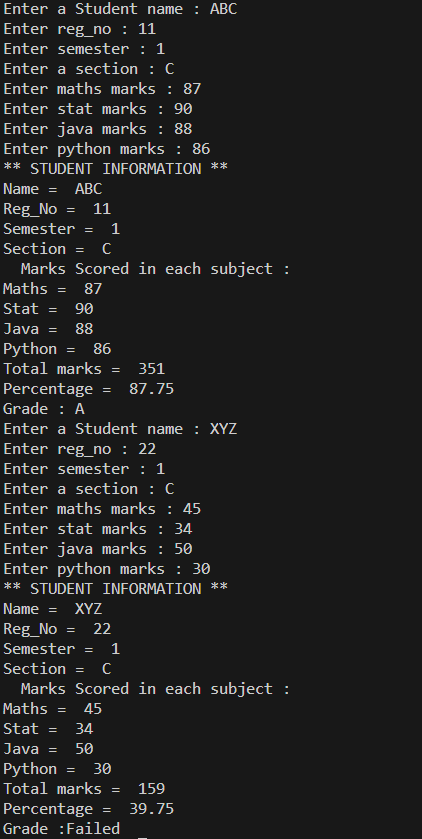 Enter a Student name : ABC
Enter reg_no : 11
Enter semester : 1
Enter a section : C
Enter maths marks : 87
Enter stat marks : 90
Enter java marks : 88
Enter python marks : 86
** STUDENT INFORMATION **
Name =  ABC
Reg_No =  11
Semester =  1
Section =  C
  Marks Scored in each subject :
Maths =  87
Stat =  90
Java =  88
Python =  86
Total marks =  351
Percentage =  87.75
Grade : A
Enter a Student name : XYZ
Enter reg_no : 22
Enter semester : 1
Enter a section : C
Enter maths marks : 45
Enter stat marks : 34
Enter java marks : 50
Enter python marks : 30
** STUDENT INFORMATION **
Name =  XYZ
Reg_No =  22
Semester =  1
Section =  C
  Marks Scored in each subject :
Maths =  45
Stat =  34
Java =  50
Python =  30
Total marks =  159
Percentage =  39.75
Grade :Failed